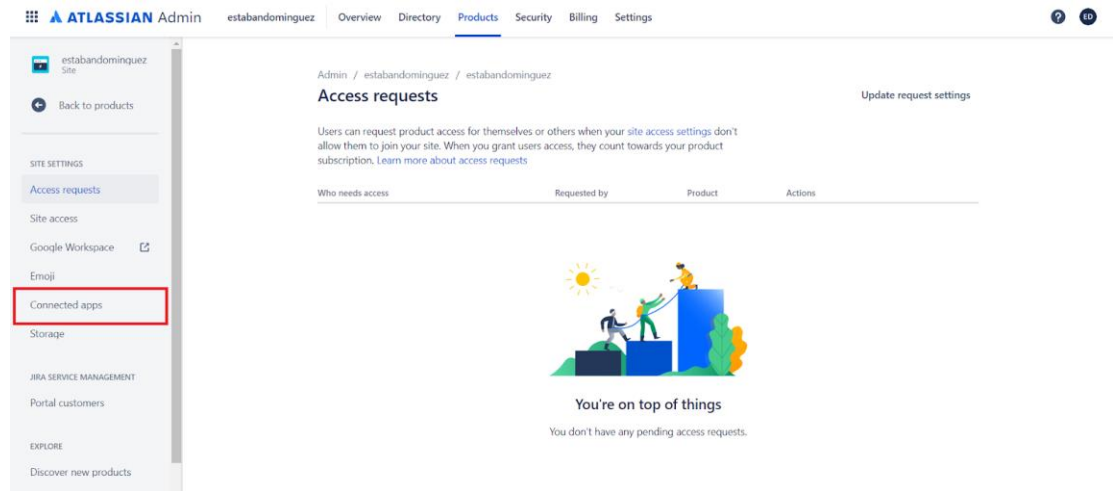 ATLASSIAN Admin estabandominguez Overview Directory Products Security Billing Settings ? ED
estabandominguez
Site
Back to products
SITE SETTINGS
Access requests
Site access
Google Workspace
Emoji
Connected apps
Storage
JIRA SERVICE MANAGEMENT
Portal customers
EXPLORE
Discover new products
Admin / estabandominguez / estabandominguez
Access requests
Update request settings
Users can request product access for themselves or others when your site access settings don't
allow them to join your site. When you grant users access, they count towards your product
subscription. Learn more about access requests
Who needs access Requested by Product Actions
You're on top of things
You don't have any pending access requests.